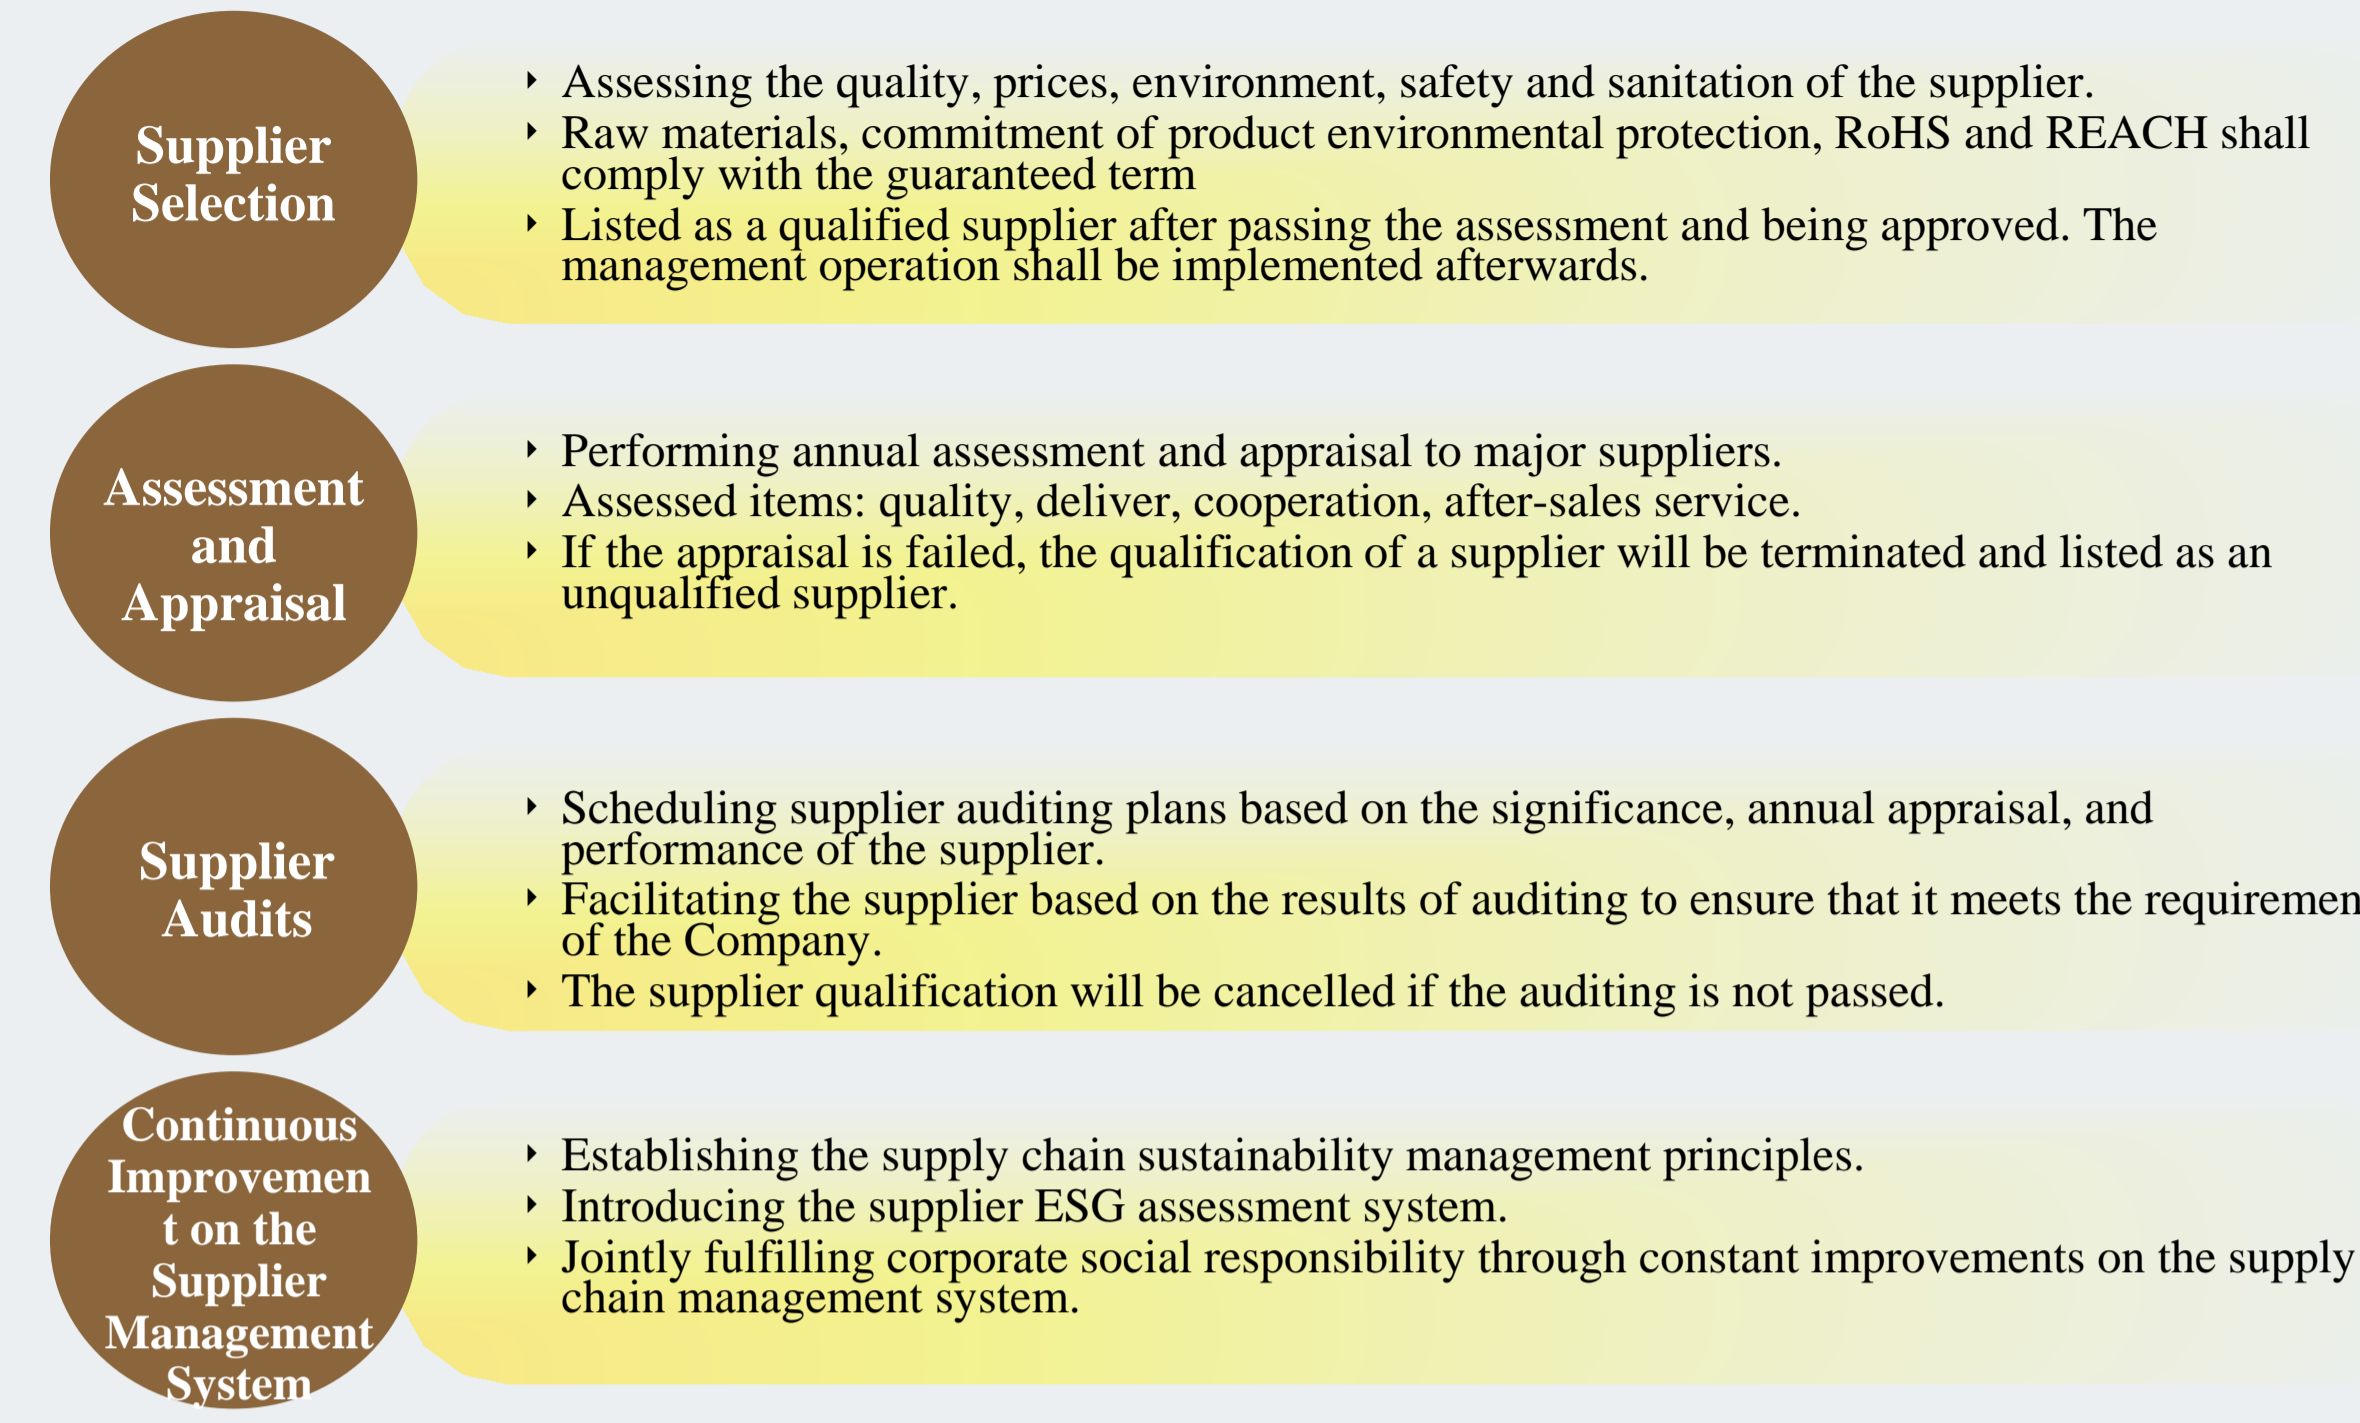 Supplier
Selection
‣ Assessing the quality, prices, environment, safety and sanitation of the supplier.
‣ Raw materials, commitment of product environmental protection, RoHS and REACH shall
comply with the guaranteed term
‣ Listed as a qualified supplier after passing the assessment and being approved. The
management operation shall be implemented afterwards.
Assessment
and
Appraisal
‣ Performing annual assessment and appraisal to major suppliers.
‣ Assessed items: quality, deliver, cooperation, after-sales service.
‣ If the appraisal is failed, the qualification of a supplier will be terminated and listed as an
unqualified supplier.
Supplier
Audits
‣ Scheduling supplier auditing plans based on the significance, annual appraisal, and
performance of the supplier.
‣ Facilitating the supplier based on the results of auditing to ensure that it meets the requiremen
of the Company.
‣ The supplier qualification will be cancelled if the auditing is not passed.
Continuous
Improvemen
t on the
Supplier
Management
System
‣ Establishing the supply chain sustainability management principles.
‣ Introducing the supplier ESG assessment system.
‣ Jointly fulfilling corporate social responsibility through constant improvements on the supply
chain management system.